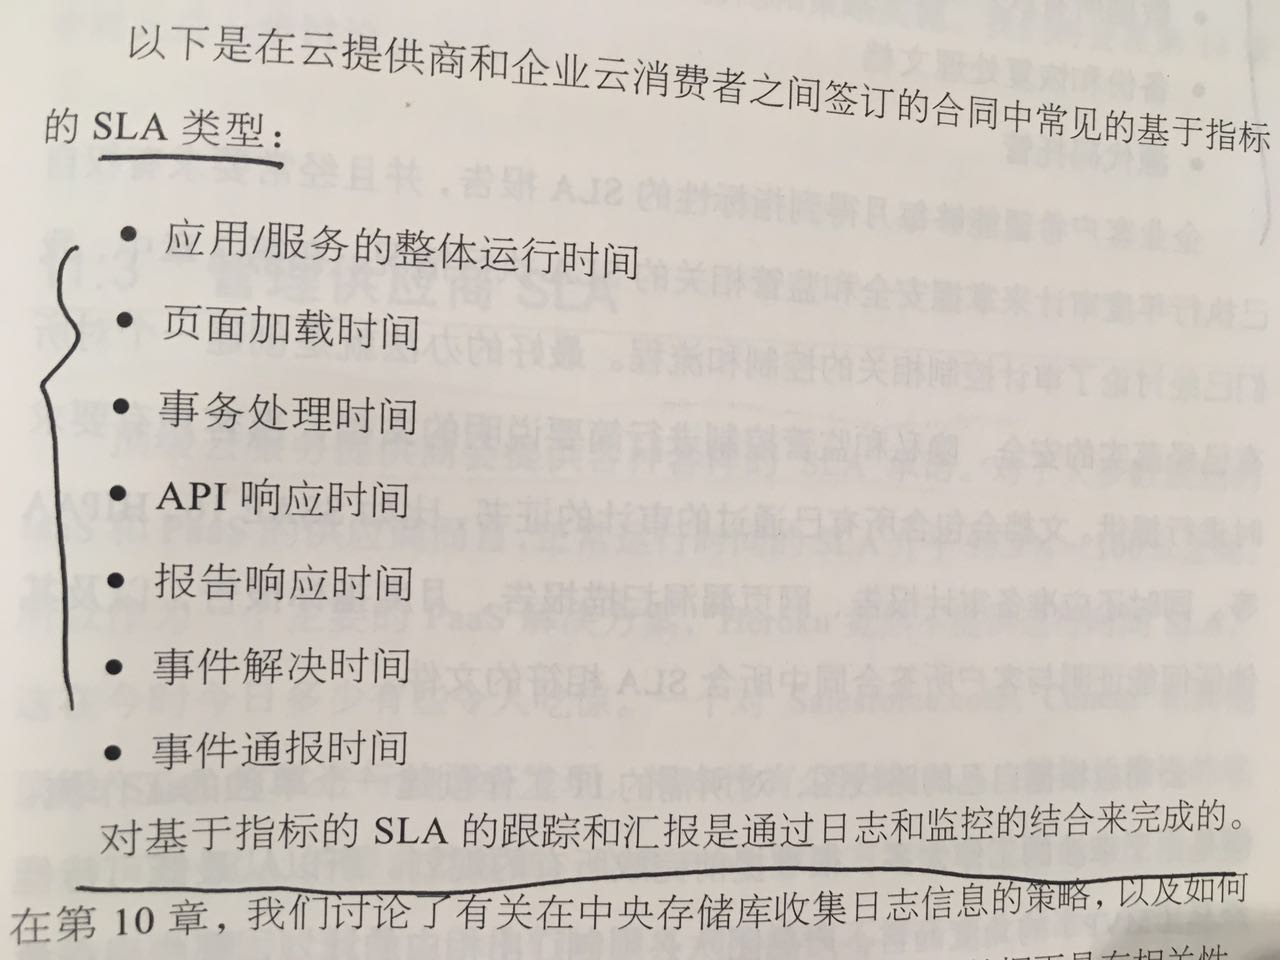 以下是在云提供商和企业云消费者之间签订的合同中常见的基于指标
的 SLA 类型：
• 应用/服务的整体运行时间
• 页面加载时间
• 事务处理时间
• API 响应时间
• 报告响应时间
• 事件解决时间
• 事件通报时间
对基于指标的 SLA 的跟踪和汇报是通过日志和监控的结合来完成的。
在第 10 章，我们讨论了有关在中央存储库收集日志信息的策略，以及如何